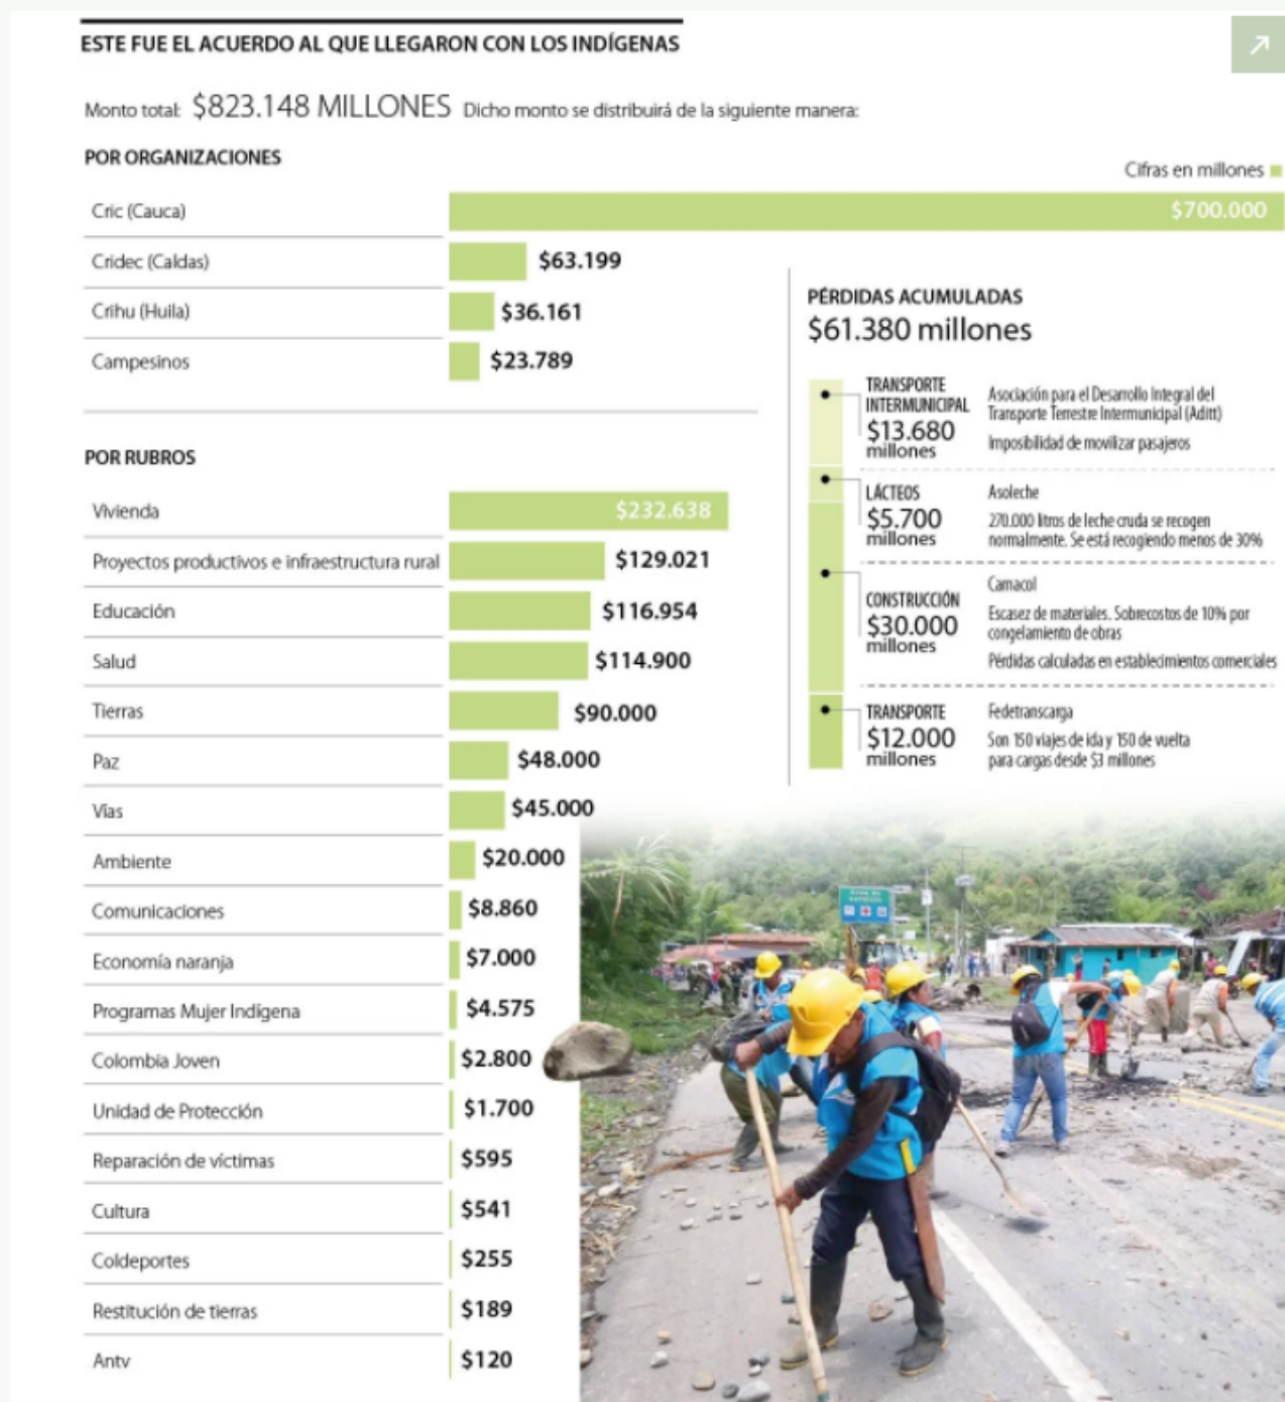 ESTE FUE EL ACUERDO AL QUE LLEGARON CON LOS INDÍGENAS
Monto total: $823.148 MILLONES Dicho monto se distribuirá de la siguiente manera:
POR ORGANIZACIONES
Cifras en millones
Cric (Cauca) $700.000
Cridec (Caldas) $63.199
Crihu (Huila) $36.161
Campesinos $23.789
POR RUBROS
Vivienda $232.638
Proyectos productivos e infraestructura rural $129.021
Educación $116.954
Salud $114.900
Tierras $90.000
Paz $48.000
Vías $45.000
Ambiente $20.000
Comunicaciones $8.860
Economía naranja $7.000
Programas Mujer Indígena $4.575
Colombia Joven $2.800
Unidad de Protección $1.700
Reparación de víctimas $595
Cultura $541
Coldeportes $255
Restitución de tierras $189
Antv $120
PÉRDIDAS ACUMULADAS
$61.380 millones
TRANSPORTE
INTERMUNICIPAL
$13.680
millones
Asociación para el Desarrollo Integral del
Transporte Terrestre Intermunicipal (Aditt)
Imposibilidad de movilizar pasajeros
LÁCTEOS
$5.700
millones
Asoleche
270.000 litros de leche cruda se recogen
normalmente. Se está recogiendo menos de 30%
CONSTRUCCIÓN
$30.000
millones
Camacol
Escasez de materiales. Sobrecostos de 10% por
congelamiento de obras
Pérdidas calculadas en establecimientos comerciales
TRANSPORTE
$12.000
millones
Fedetranscarga
Son 150 viajes de ida y 150 de vuelta
para cargas desde $3 millones